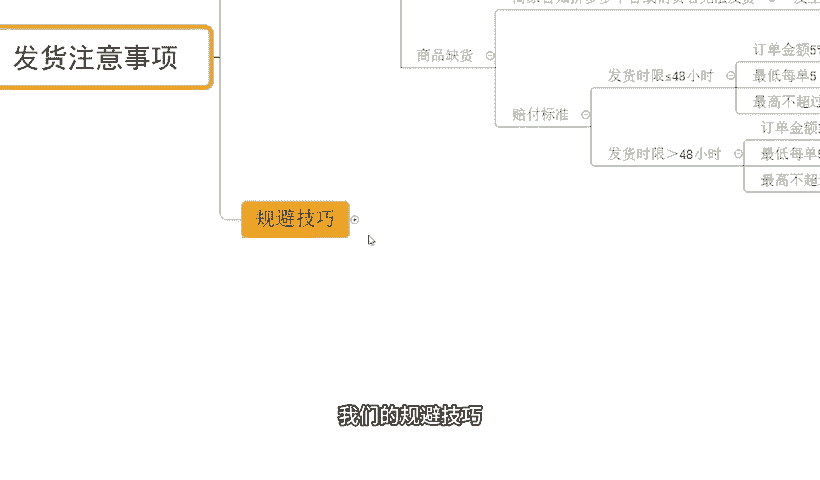 发货注意事项
商品缺货
赔付标准
发货时限≤48小时
订单金额5%
最低每单5
最高不超过
发货时限>48小时
订单金额
最低每单5
最高不超
规避技巧
我们的规避技巧